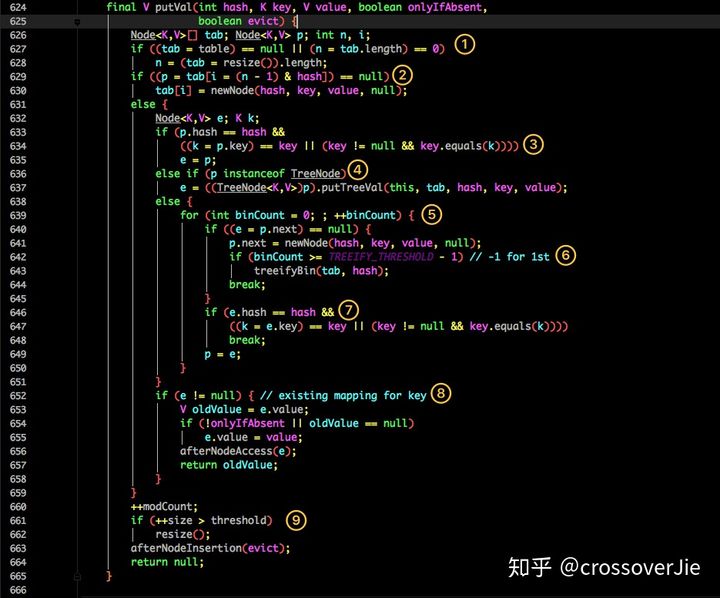 624 final V putVal(int hash, K key, V value, boolean onlyIfAbsent,
625 boolean evict) {
626 Node<K,V>[] tab; Node<K,V> p; int n, i;
627 if ((tab = table) == null || (n = tab.length) == 0) 1
628 n = (tab = resize()).length;
629 if ((p = tab[i = (n - 1) & hash]) == null) 2
630 tab[i] = newNode(hash, key, value, null);
631 else {
632 Node<K,V> e; K k;
633 if (p.hash == hash &&
634 ((k = p.key) == key || (key != null && key.equals(k)))) 3
635 e = p;
636 else if (p instanceof TreeNode) 4
637 e = ((TreeNode<K,V>)p).putTreeVal(this, tab, hash, key, value);
638 else {
639 for (int binCount = 0; ; ++binCount) { 5
640 if ((e = p.next) == null) {
641 p.next = newNode(hash, key, value, null);
642 if (binCount >= TREEIFY_THRESHOLD - 1) // -1 for 1st 6
643 treeifyBin(tab, hash);
644 break;
645 }
646 if (e.hash == hash && 7
647 ((k = e.key) == key || (key != null && key.equals(k))))
648 break;
649 p = e;
650 }
651 }
652 if (e != null) { // existing mapping for key 8
653 V oldValue = e.value;
654 if (!onlyIfAbsent || oldValue == null)
655 e.value = value;
656 afterNodeAccess(e);
657 return oldValue;
658 }
659 }
660 ++modCount;
661 if (++size > threshold) 9
662 resize();
663 afterNodeInsertion(evict);
664 return null;
665 }
666
知乎 @crossoverJie